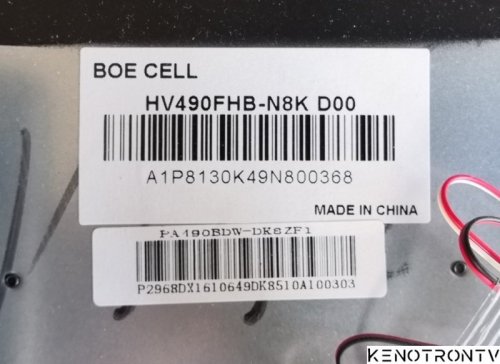 BOE CELL
HV490FHB-N8K D00
A1P8130K49N800368
MADE IN CHINA
PA490BDW-DK8ZF1
P2968DX1610649DK8510A100303
KENOTRONTV